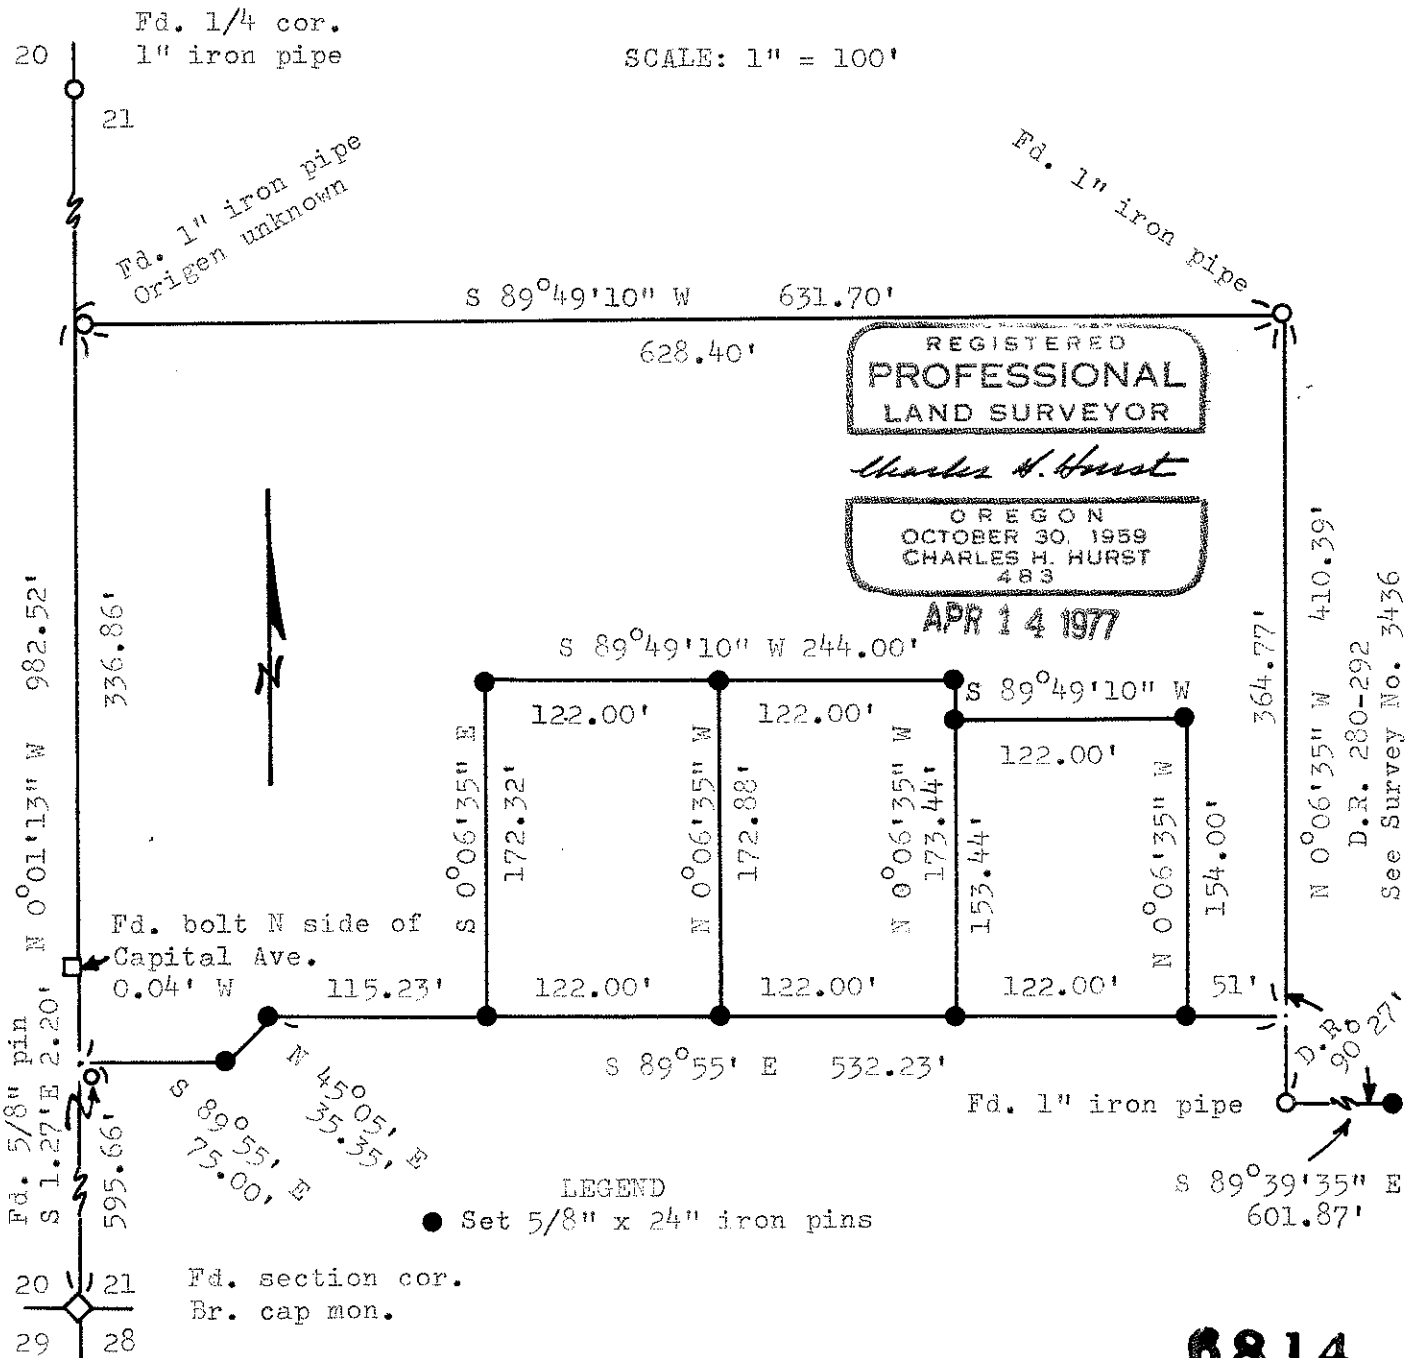 Fd. 1/4 cor.
1" iron pipe
20
21
SCALE: 1" = 100'
Fd. 1" iron pipe
Origen unknown
Fd. 1" iron pipe
S 89°49'10" W 631.70'
628.40'
REGISTERED
PROFESSIONAL
LAND SURVEYOR
Charles H. Hurst
OREGON
OCTOBER 30, 1959
CHARLES H. HURST
483
APR 14 1977
N 0°01'13" W 982.52'
336.86'
N
364.77'
N 0°06'35" W 410.39'
D.R. 280-292
See Survey No. 3436
S 89°49'10" W 244.00'
122.00'
122.00'
S 89°49'10" W
122.00'
S 0°06'35" E
172.32'
N 0°06'35" W
172.88'
N 0°06'35" W
173.44'
153.44'
N 0°06'35" W
154.00'
Fd. bolt N side of
Capital Ave.
0.04' W
115.23'
122.00'
122.00'
122.00'
51'
S 89°55' E 532.23'
Fd. 5/8" pin
S 1.27'E 2.20'
595.66'
S 89°55' E
75.00'
N 45°05' E
35.35'
D.R.
90°27'
Fd. 1" iron pipe
S 89°39'35" E
601.87'
LEGEND
Set 5/8" x 24" iron pins
20 21
29 28
Fd. section cor.
Br. cap mon.
6814